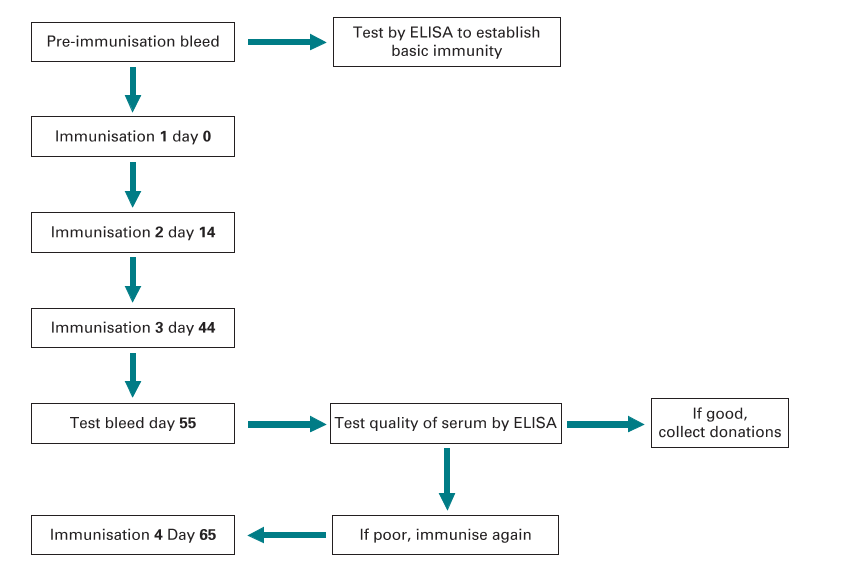 Pre-immunisation bleed
Test by ELISA to establish
basic immunity
Immunisation 1 day 0
Immunisation 2 day 14
Immunisation 3 day 44
Test bleed day 55
Test quality of serum by ELISA
If good,
collect donations
Immunisation 4 Day 65
If poor, immunise again